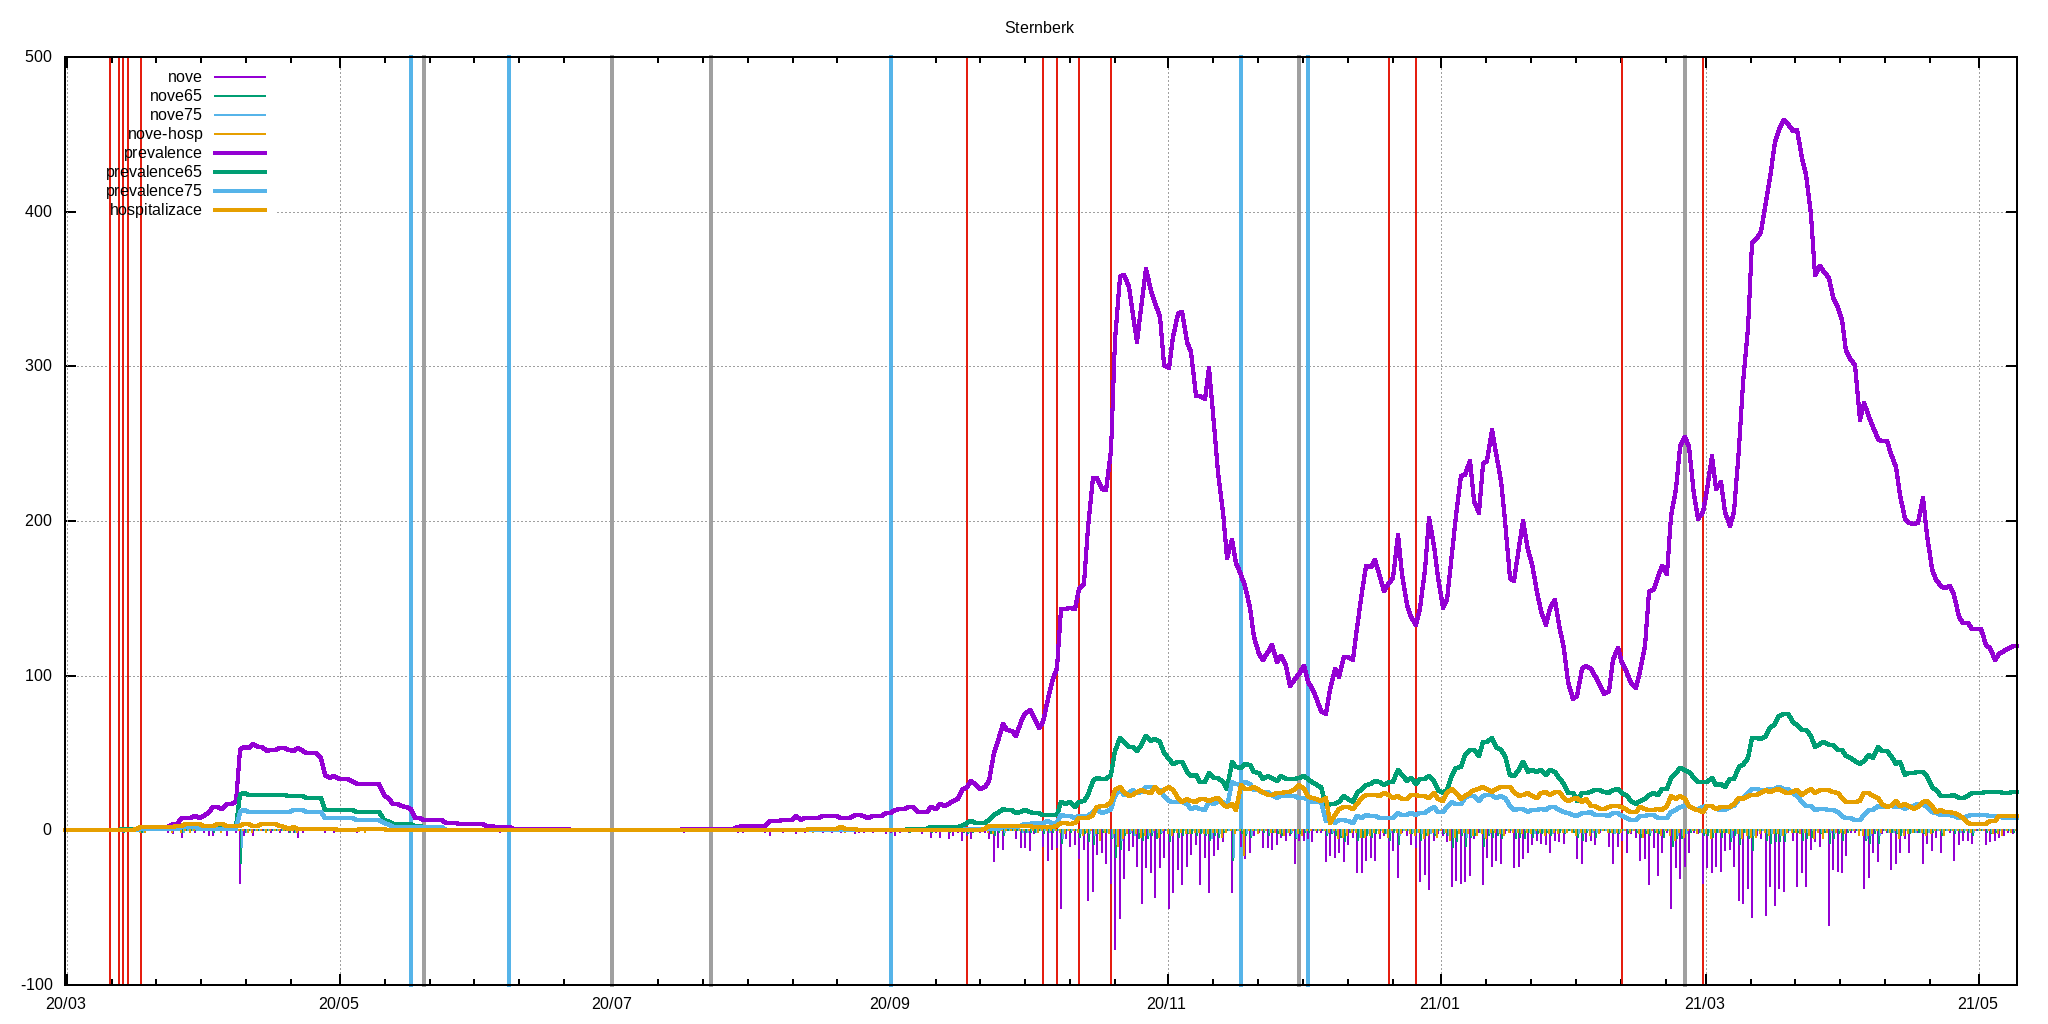 Sternberk
500
nove
nove65
nove75
nove-hosp
prevalence
prevalence65
prevalence75
hospitalizace
400
300
200
100
0
-100
20/03 20/05 20/07 20/09 20/11 21/01 21/03 21/05